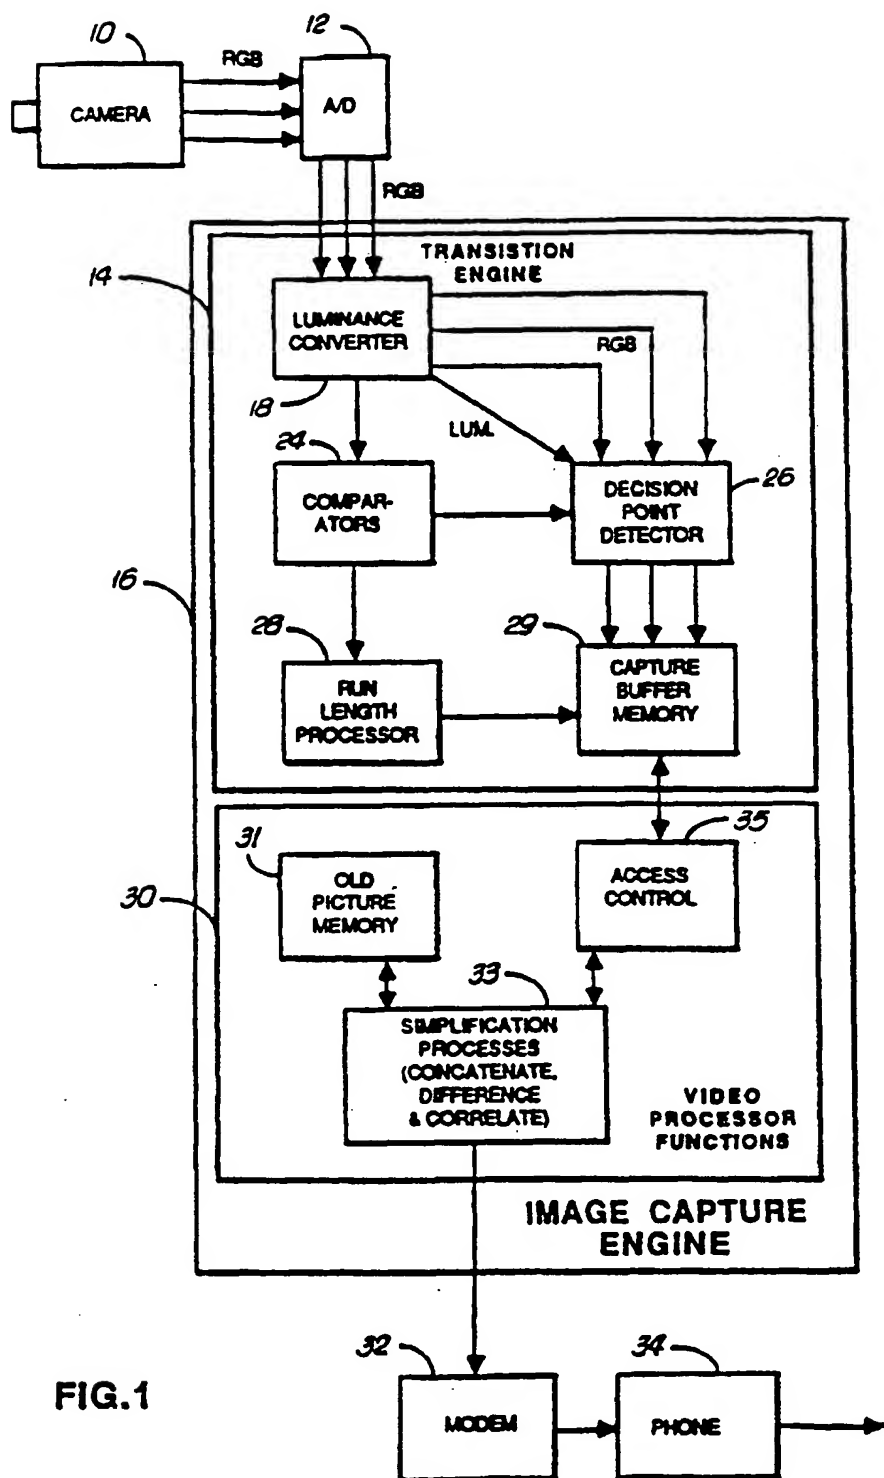 10
12
RGB
CAMERA
A/D
RGB
TRANSISTION
ENGINE
14
LUMINANCE
CONVERTER
RGB
18
LUM.
24
COMPAR-
ATORS
DECISION
POINT
DETECTOR
26
16
28
29
RUN
LENGTH
PROCESSOR
CAPTURE
BUFFER
MEMORY
31
35
30
OLD
PICTURE
MEMORY
ACCESS
CONTROL
33
SIMPLIFICATION
PROCESSES
(CONCATENATE,
DIFFERENCE
& CORRELATE)
VIDEO
PROCESSOR
FUNCTIONS
IMAGE CAPTURE
ENGINE
32
34
FIG.1
MODEM
PHONE